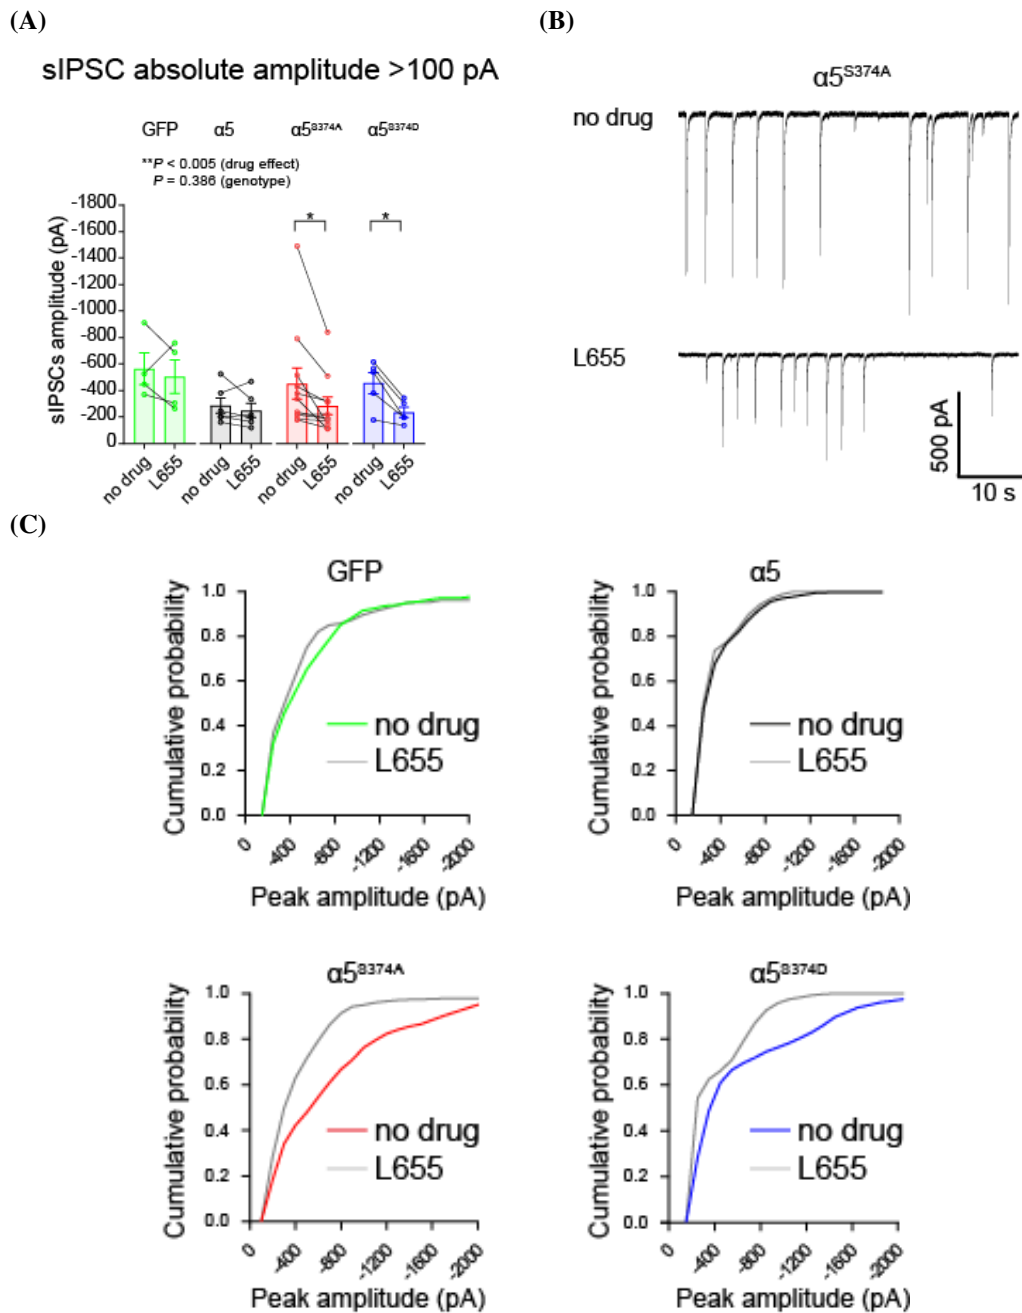 (A)
sIPSC absolute amplitude >100 pA
GFP α5 α5S374A α5S374D
**P < 0.005 (drug effect)
P = 0.386 (genotype)
sIPSCs amplitude (pA)
-1800
-1600
-1400
-1200
-1000
-800
-600
-400
-200
0
* *
no drug L655 no drug L655 no drug L655 no drug L655
(B)
α5S374A
no drug
L655
500 pA
10 s
(C)
GFP
Cumulative probability
1.0
0.8
0.6
0.4
0.2
0.0
no drug
L655
0 -400 -800 -1200 -1600 -2000
Peak amplitude (pA)
α5
Cumulative probability
1.0
0.8
0.6
0.4
0.2
0.0
no drug
L655
0 -400 -800 -1200 -1600 -2000
Peak amplitude (pA)
α5S374A
Cumulative probability
1.0
0.8
0.6
0.4
0.2
0.0
no drug
L655
0 -400 -800 -1200 -1600 -2000
Peak amplitude (pA)
α5S374D
Cumulative probability
1.0
0.8
0.6
0.4
0.2
0.0
no drug
L655
0 -400 -800 -1200 -1600 -2000
Peak amplitude (pA)